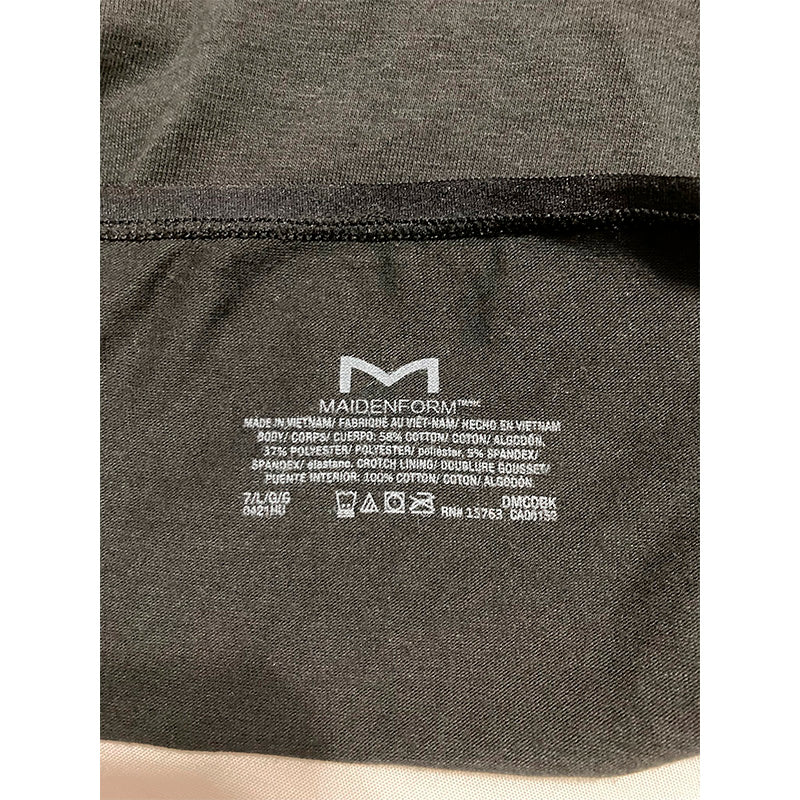 M
MAIDENFORM™
MADE IN VIETNAM/ FABRIQUÉ AU VIÊT-NAM/ HECHO EN VIETNAM
BODY/ CORPS/ CUERPO: 58% COTTON/ COTON/ ALGODÓN,
37% POLYESTER/ POLYESTER/ poliéster, 5% SPANDEX/
SPANDEX/ elastano. CROTCH LINING/ DOUBLURE GOUSSET/
PUENTE INTERIOR: 100% COTTON/ COTON/ ALGODÓN
7/L/G/G DMCDBK
0421HU RN# 15763